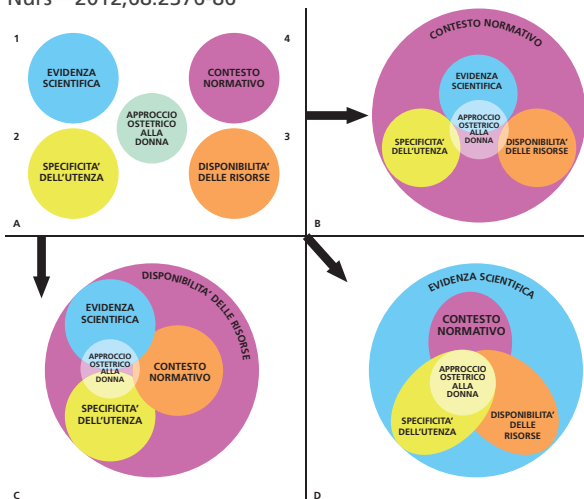 Nurs 2012;68:2376-86
1
4
EVIDENZA
SCIENTIFICA
CONTESTO
NORMATIVO
APPROCCIO
OSTETRICO
ALLA
DONNA
2
3
SPECIFICITA'
DELL'UTENZA
DISPONIBILITA'
DELLE RISORSE
A
CONTESTO NORMATIVO
EVIDENZA
SCIENTIFICA
APPROCCIO
OSTETRICO
ALLA
DONNA
SPECIFICITA'
DELL'UTENZA
DISPONIBILITA'
DELLE RISORSE
B
DISPONIBILITA' DELLE RISORSE
EVIDENZA
SCIENTIFICA
APPROCCIO
OSTETRICO
ALLA
DONNA
CONTESTO
NORMATIVO
SPECIFICITA'
DELL'UTENZA
C
EVIDENZA SCIENTIFICA
CONTESTO
NORMATIVO
APPROCCIO
OSTETRICO
ALLA
DONNA
SPECIFICITA'
DELL'UTENZA
DISPONIBILITA'
DELLE
RISORSE
D